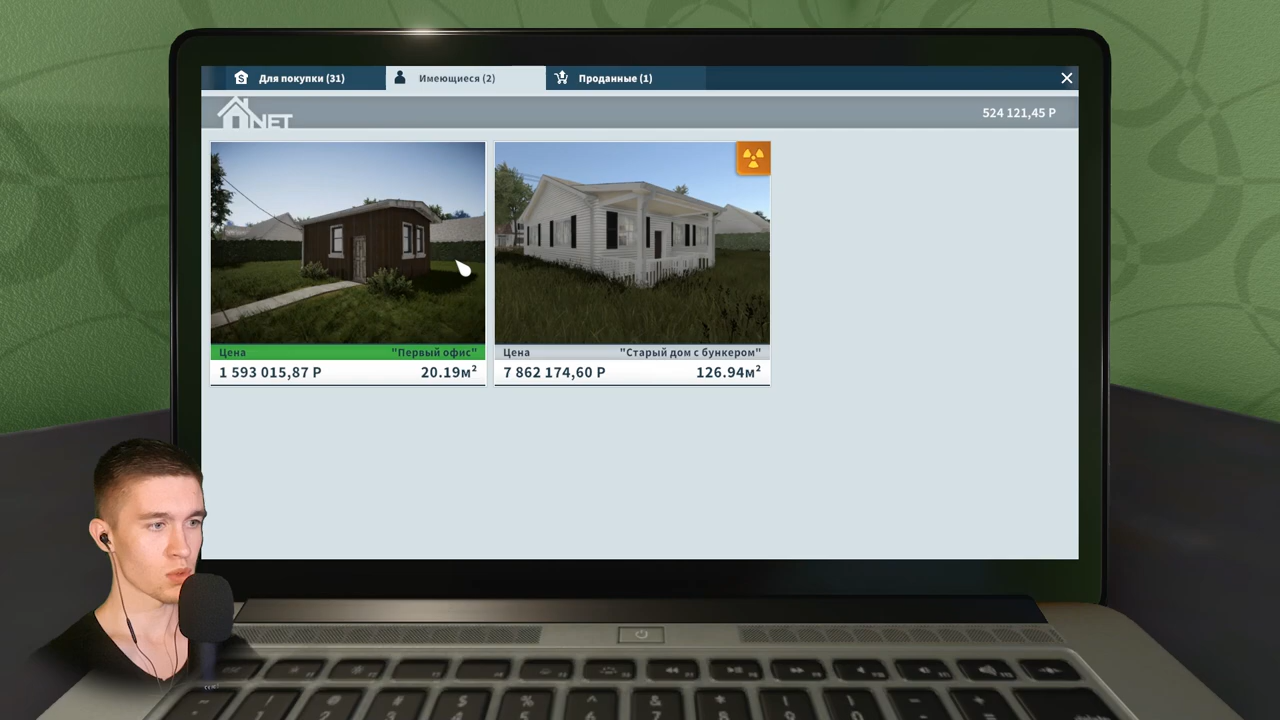 Для покупки (31)
Имеющиеся (2)
Проданные (1)
NET
524 121,45 Р
Цена "Первый офис"
1 593 015,87 Р 20.19м²
Цена "Старый дом с бункером"
7 862 174,60 Р 126.94м²